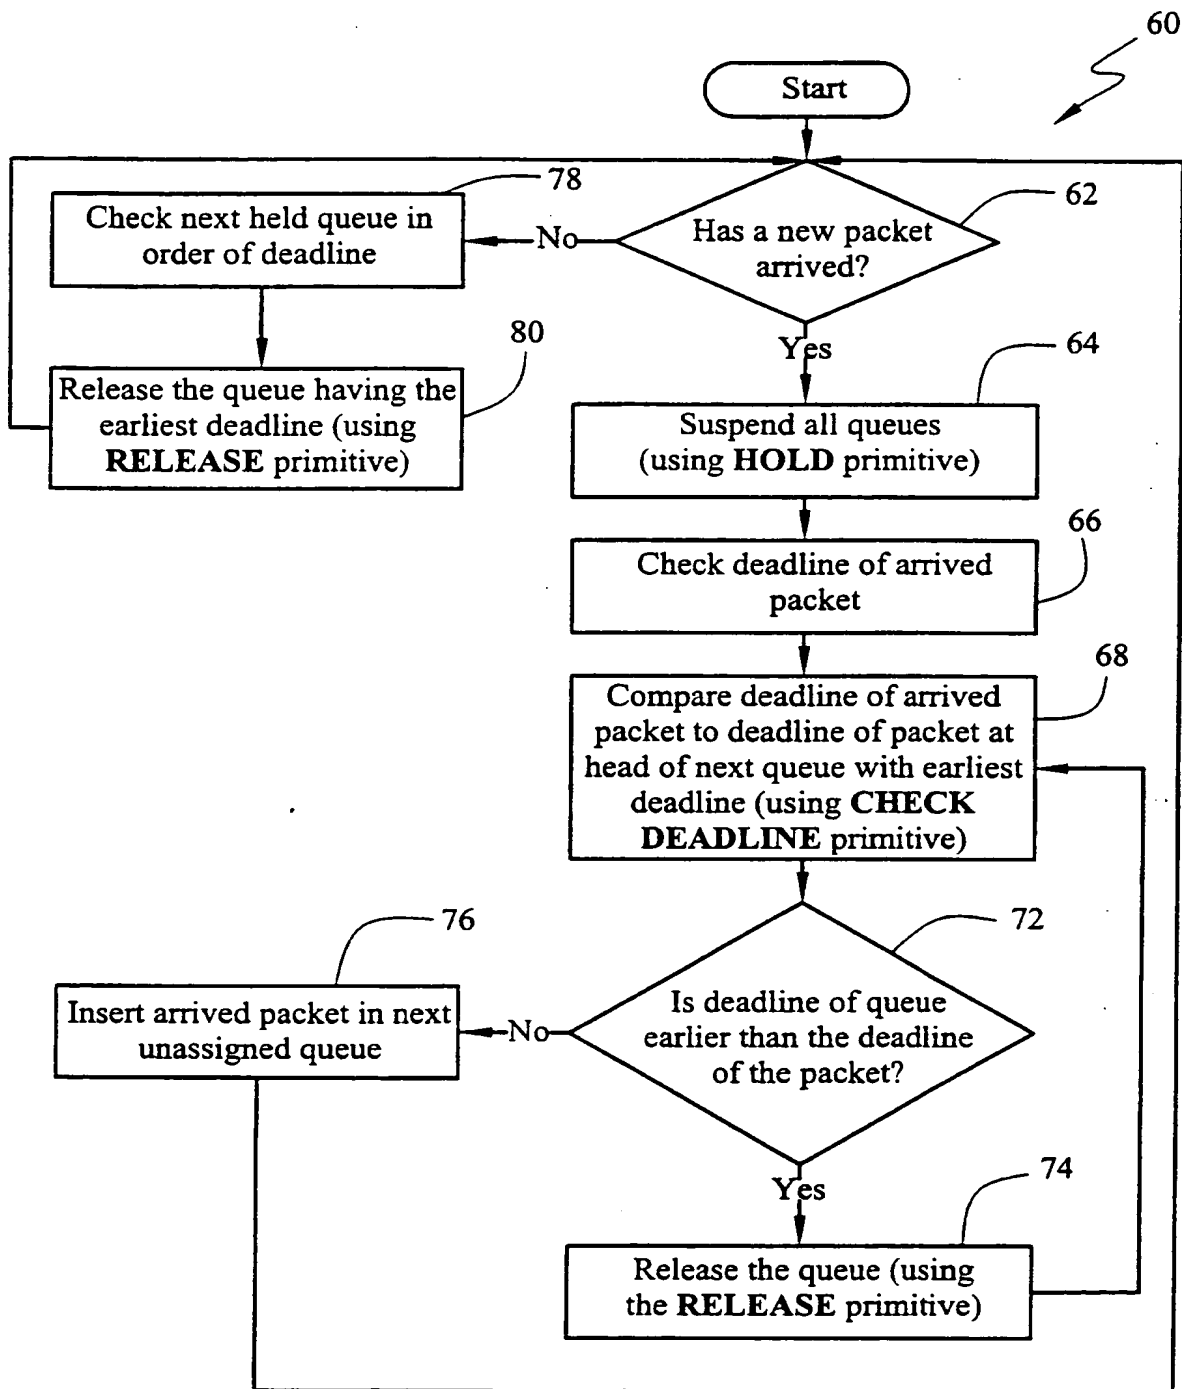 60
Start
78
Check next held queue in
order of deadline
No
Has a new packet
arrived?
62
Yes
80
Release the queue having the
earliest deadline (using
RELEASE primitive)
64
Suspend all queues
(using HOLD primitive)
66
Check deadline of arrived
packet
68
Compare deadline of arrived
packet to deadline of packet at
head of next queue with earliest
deadline (using CHECK
DEADLINE primitive)
76
72
Insert arrived packet in next
unassigned queue
No
Is deadline of queue
earlier than the deadline
of the packet?
Yes
74
Release the queue (using
the RELEASE primitive)